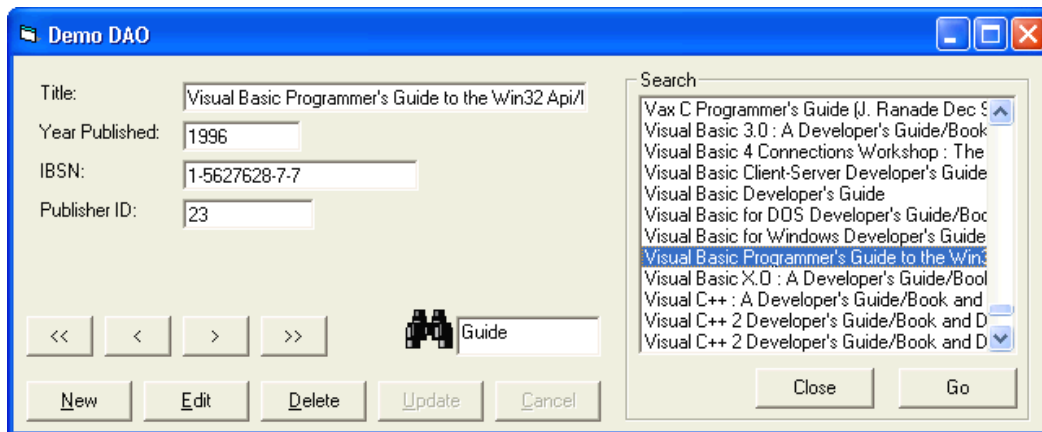 Demo DAO
Title:
Visual Basic Programmer's Guide to the Win32 Api/I
Year Published:
1996
IBSN:
1-5627628-7-7
Publisher ID:
23
<<
<
>
>>
Guide
New
Edit
Delete
Update
Cancel
Search
Vax C Programmer's Guide (J. Ranade Dec S
Visual Basic 3.0 : A Developer's Guide/Book
Visual Basic 4 Connections Workshop : The
Visual Basic Client-Server Developer's Guide
Visual Basic Developer's Guide
Visual Basic for DOS Developer's Guide/Boo
Visual Basic for Windows Developer's Guide
Visual Basic Programmer's Guide to the Win3
Visual Basic X.O : A Developer's Guide/Book
Visual C++ : A Developer's Guide/Book and
Visual C++ 2 Developer's Guide/Book and D
Visual C++ 2 Developer's Guide/Book and D
Close
Go